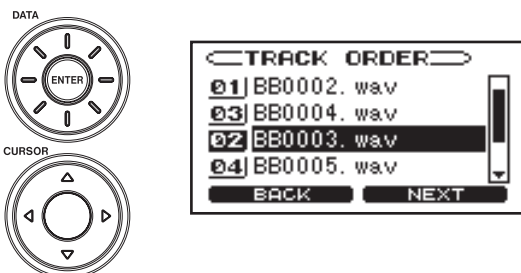 DATA
ENTER
CURSOR
TRACK ORDER
01 BB0002. wav
03 BB0004. wav
02 BB0003. wav
04 BB0005. wav
BACK NEXT